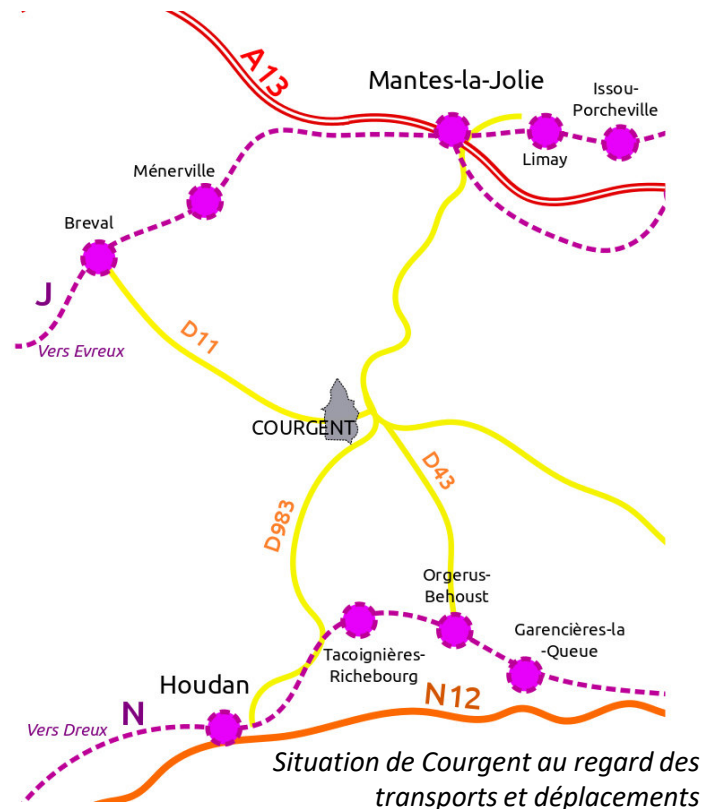 A13
Mantes-la-Jolie
Issou-
Porcheville
Limay
Ménerville
Breval
J
Vers Evreux
D11
COURGENT
D43
D983
Orgerus-
Behoust
Garencières-la
-Queue
Tacoignières-
Richebourg
Houdan
N12
N
Vers Dreux
Situation de Courgent au regard des
transports et déplacements